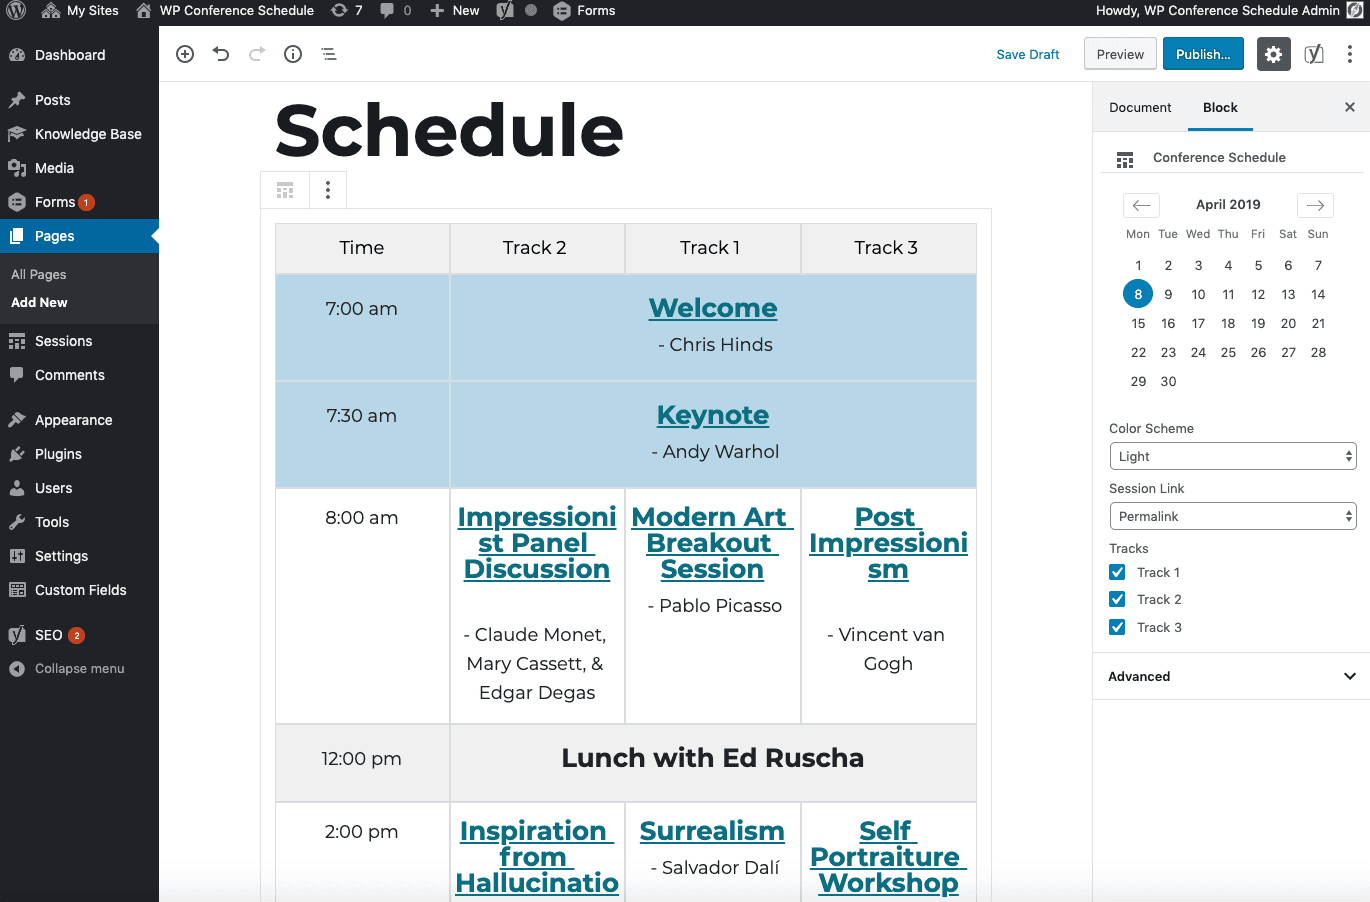 My Sites
WP Conference Schedule
7
0
New
Forms
Howdy, WP Conference Schedule Admin
Dashboard
Posts
Knowledge Base
Media
Forms 1
Pages
All Pages
Add New
Sessions
Comments
Appearance
Plugins
Users
Tools
Settings
Custom Fields
SEO 2
Collapse menu
Save Draft
Preview
Publish...
Schedule
Time Track 2 Track 1 Track 3
7:00 am
Welcome
- Chris Hinds
7:30 am
Keynote
- Andy Warhol
8:00 am
Impressioni
st Panel
Discussion
- Claude Monet,
Mary Cassett, &
Edgar Degas
Modern Art
Breakout
Session
- Pablo Picasso
Post
Impressioni
sm
- Vincent van
Gogh
12:00 pm
Lunch with Ed Ruscha
2:00 pm
Inspiration
from
Hallucinatio
Surrealism
- Salvador Dalí
Self
Portraiture
Workshop
Document
Block
Conference Schedule
April 2019
Mon Tue Wed Thu Fri Sat Sun
1 2 3 4 5 6 7
8 9 10 11 12 13 14
15 16 17 18 19 20 21
22 23 24 25 26 27 28
29 30
Color Scheme
Light
Session Link
Permalink
Tracks
Track 1
Track 2
Track 3
Advanced